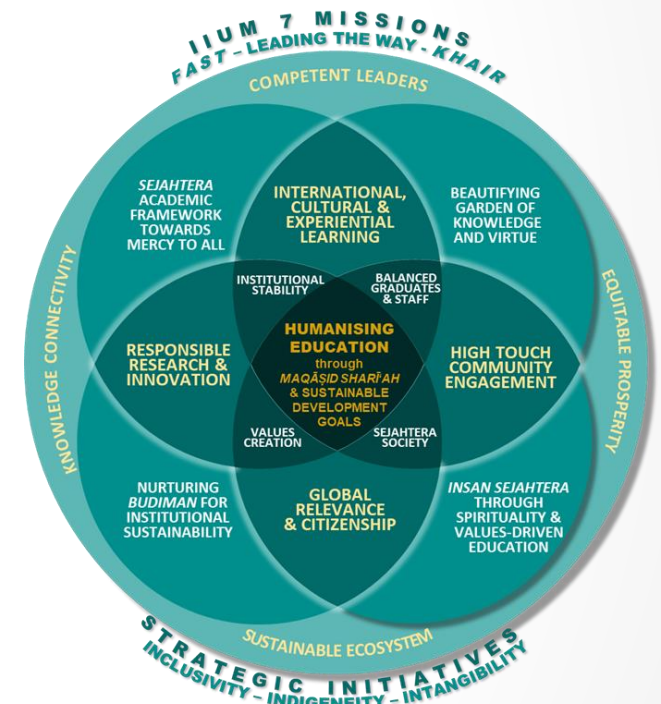 IIUM 7 MISSIONS
FAST – LEADING THE WAY - KHAIR
COMPETENT LEADERS
SEJAHTERA
ACADEMIC
FRAMEWORK
TOWARDS
MERCY TO ALL
INTERNATIONAL,
CULTURAL &
EXPERIENTIAL
LEARNING
BEAUTIFYING
GARDEN OF
KNOWLEDGE
AND VIRTUE
INSTITUTIONAL
STABILITY
BALANCED
GRADUATES
& STAFF
KNOWLEDGE CONNECTIVITY
RESPONSIBLE
RESEARCH &
INNOVATION
HUMANISING
EDUCATION
through
MAQĀṢID SHARĪ'AH
& SUSTAINABLE
DEVELOPMENT
GOALS
HIGH TOUCH
COMMUNITY
ENGAGEMENT
EQUITABLE PROSPERITY
VALUES
CREATION
SEJAHTERA
SOCIETY
NURTURING
BUDIMAN FOR
INSTITUTIONAL
SUSTAINABILITY
GLOBAL
RELEVANCE
& CITIZENSHIP
INSAN SEJAHTERA
THROUGH
SPIRITUALITY &
VALUES-DRIVEN
EDUCATION
SUSTAINABLE ECOSYSTEM
STRATEGIC INITIATIVES
INCLUSIVITY – INDIGENEITY – INTANGIBILITY